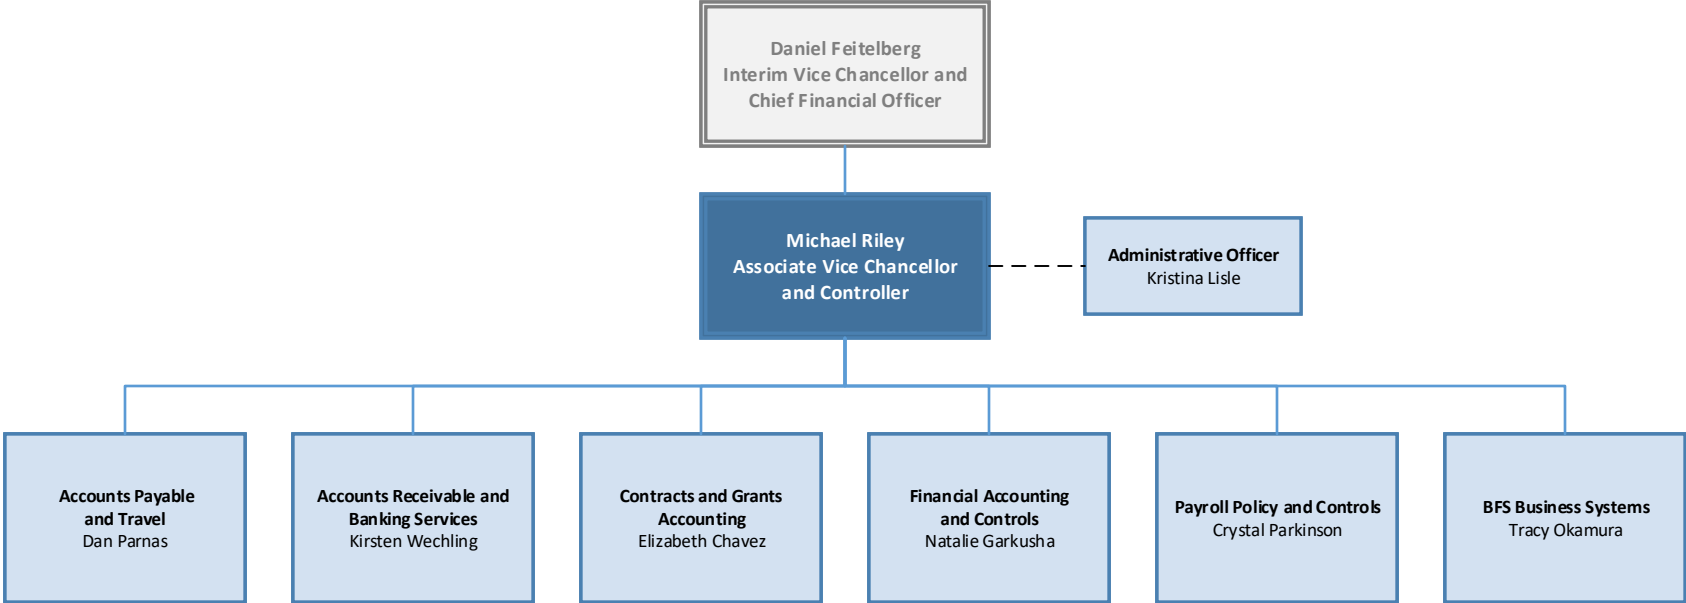 Daniel Feitelberg
Interim Vice Chancellor and
Chief Financial Officer
Michael Riley
Associate Vice Chancellor
and Controller
Administrative Officer
Kristina Lisle
Accounts Payable
and Travel
Dan Parnas
Accounts Receivable and
Banking Services
Kirsten Wechling
Contracts and Grants
Accounting
Elizabeth Chavez
Financial Accounting
and Controls
Natalie Garkusha
Payroll Policy and Controls
Crystal Parkinson
BFS Business Systems
Tracy Okamura